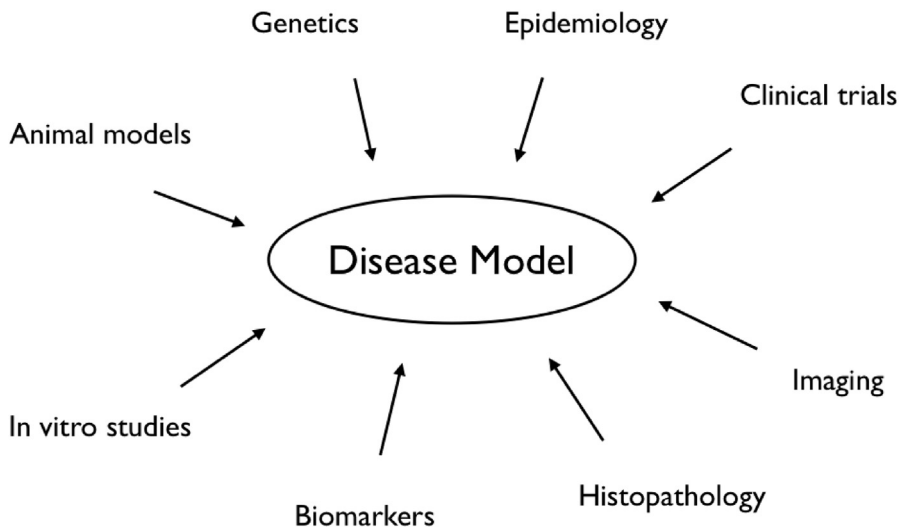 Genetics
Epidemiology
Clinical trials
Animal models
Disease Model
Imaging
In vitro studies
Histopathology
Biomarkers